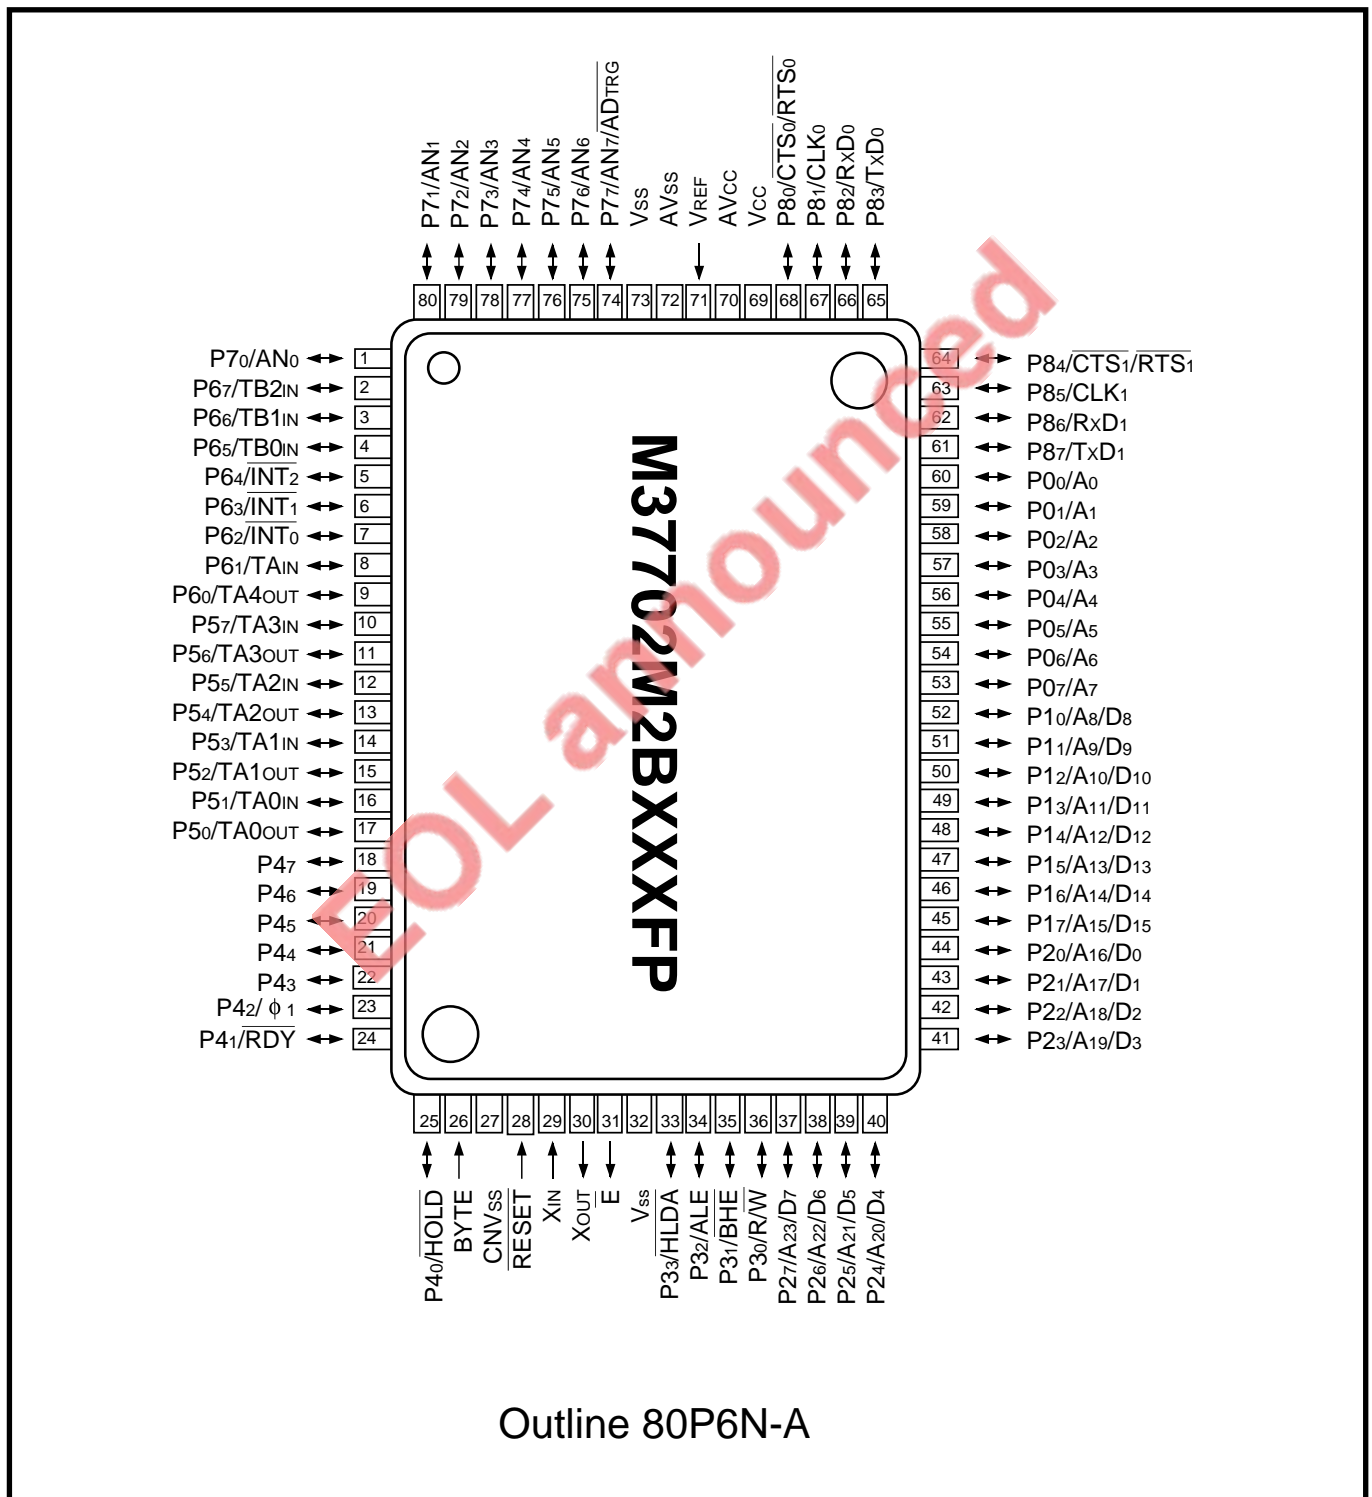 P71/AN1
P72/AN2
P73/AN3
P74/AN4
P75/AN5
P76/AN6
P77/AN7/ADTRG
VSS
AVSS
VREF
AVCC
VCC
P80/CTS0/RTS0
P81/CLK0
P82/RXD0
P83/TXD0
80 79 78 77 76 75 74 73 72 71 70 69 68 67 66 65
P70/AN0 1
P67/TB2IN 2
P66/TB1IN 3
P65/TB0IN 4
P64/INT2 5
P63/INT1 6
P62/INT0 7
P61/TAIN 8
P60/TA4OUT 9
P57/TA3IN 10
P56/TA3OUT 11
P55/TA2IN 12
P54/TA2OUT 13
P53/TA1IN 14
P52/TA1OUT 15
P51/TA0IN 16
P50/TA0OUT 17
P47 18
P46 19
P45 20
P44 21
P43 22
P42/ φ 1 23
P41/RDY 24
M37702M2BXXXFP
EOL announced
64 P84/CTS1/RTS1
63 P85/CLK1
62 P86/RXD1
61 P87/TXD1
60 P00/A0
59 P01/A1
58 P02/A2
57 P03/A3
56 P04/A4
55 P05/A5
54 P06/A6
53 P07/A7
52 P10/A8/D8
51 P11/A9/D9
50 P12/A10/D10
49 P13/A11/D11
48 P14/A12/D12
47 P15/A13/D13
46 P16/A14/D14
45 P17/A15/D15
44 P20/A16/D0
43 P21/A17/D1
42 P22/A18/D2
41 P23/A19/D3
25 26 27 28 29 30 31 32 33 34 35 36 37 38 39 40
P40/HOLD
BYTE
CNVSS
RESET
XIN
XOUT
E
Vss
P33/HLDA
P32/ALE
P31/BHE
P30/R/W
P27/A23/D7
P26/A22/D6
P25/A21/D5
P24/A20/D4
Outline 80P6N-A